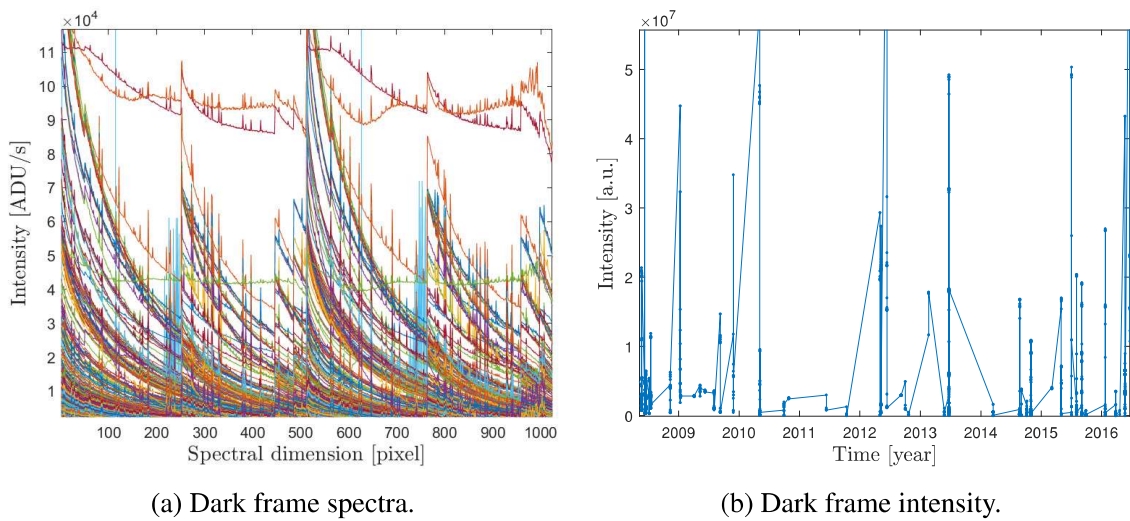 ×10⁴
11
10
9
8
7
6
5
4
3
2
1
Intensity [ADU/s]
100 200 300 400 500 600 700 800 900 1000
Spectral dimension [pixel]
(a) Dark frame spectra.
×10⁷
5
4
3
2
1
0
Intensity [a.u.]
2009 2010 2011 2012 2013 2014 2015 2016
Time [year]
(b) Dark frame intensity.